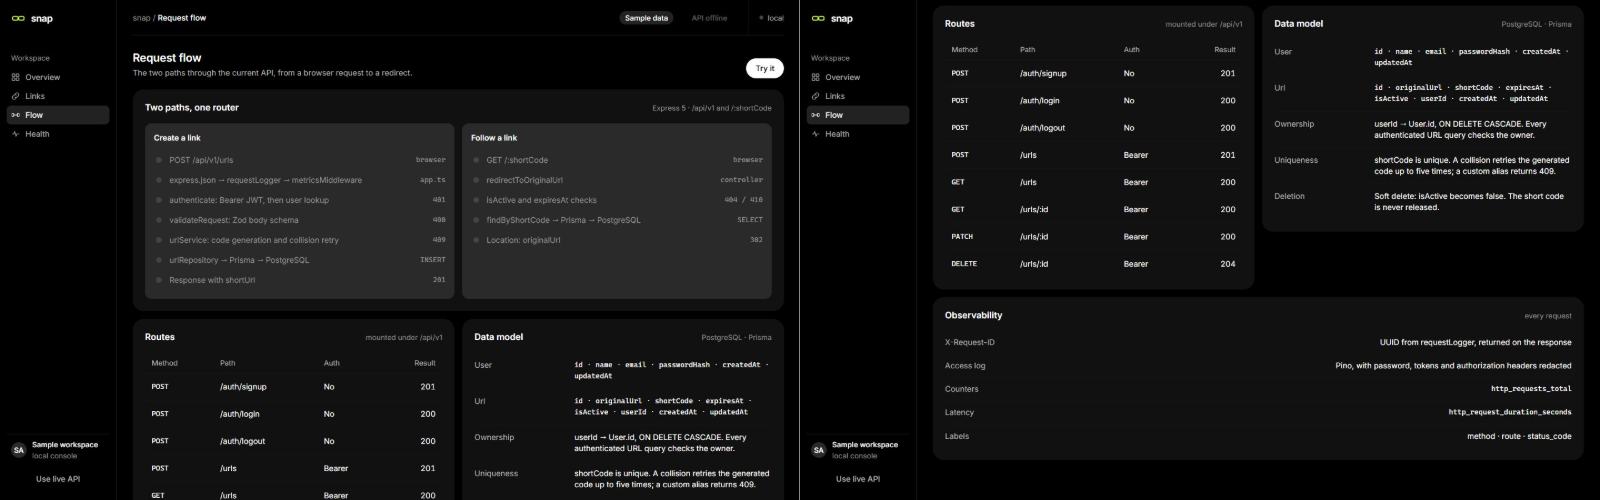 snap
Workspace
Overview
Links
Flow
Health
SA
Sample workspace
local console
Use live API
snap / Request flow
Sample data
API offline
local
Request flow
The two paths through the current API, from a browser request to a redirect.
Try it
Two paths, one router
Express 5 · /api/v1 and /:shortCode
Create a link
POST /api/v1/urls browser
express.json → requestLogger → metricsMiddleware app.ts
authenticate: Bearer JWT, then user lookup 401
validateRequest: Zod body schema 400
urlService: code generation and collision retry 409
urlRepository → Prisma → PostgreSQL INSERT
Response with shortUrl 201
Follow a link
GET /:shortCode browser
redirectToOriginalUrl controller
isActive and expiresAt checks 404 / 410
findByShortCode → Prisma → PostgreSQL SELECT
Location: originalUrl 302
Routes mounted under /api/v1
Method Path Auth Result
POST /auth/signup No 201
POST /auth/login No 200
POST /auth/logout No 200
POST /urls Bearer 201
GET /urls Bearer 200
Data model PostgreSQL · Prisma
User id · name · email · passwordHash · createdAt ·
updatedAt
Url id · originalUrl · shortCode · expiresAt ·
isActive · userId · createdAt · updatedAt
Ownership userId → User.id, ON DELETE CASCADE. Every
authenticated URL query checks the owner.
Uniqueness shortCode is unique. A collision retries the generated
code up to five times; a custom alias returns 409.
snap
Workspace
Overview
Links
Flow
Health
SA
Sample workspace
local console
Use live API
Routes mounted under /api/v1
Method Path Auth Result
POST /auth/signup No 201
POST /auth/login No 200
POST /auth/logout No 200
POST /urls Bearer 201
GET /urls Bearer 200
GET /urls/:id Bearer 200
PATCH /urls/:id Bearer 200
DELETE /urls/:id Bearer 204
Data model PostgreSQL · Prisma
User id · name · email · passwordHash · createdAt ·
updatedAt
Url id · originalUrl · shortCode · expiresAt ·
isActive · userId · createdAt · updatedAt
Ownership userId → User.id, ON DELETE CASCADE. Every
authenticated URL query checks the owner.
Uniqueness shortCode is unique. A collision retries the generated
code up to five times; a custom alias returns 409.
Deletion Soft delete: isActive becomes false. The short code
is never released.
Observability every request
X-Request-ID UUID from requestLogger, returned on the response
Access log Pino, with password, tokens and authorization headers redacted
Counters http_requests_total
Latency http_request_duration_seconds
Labels method · route · status_code